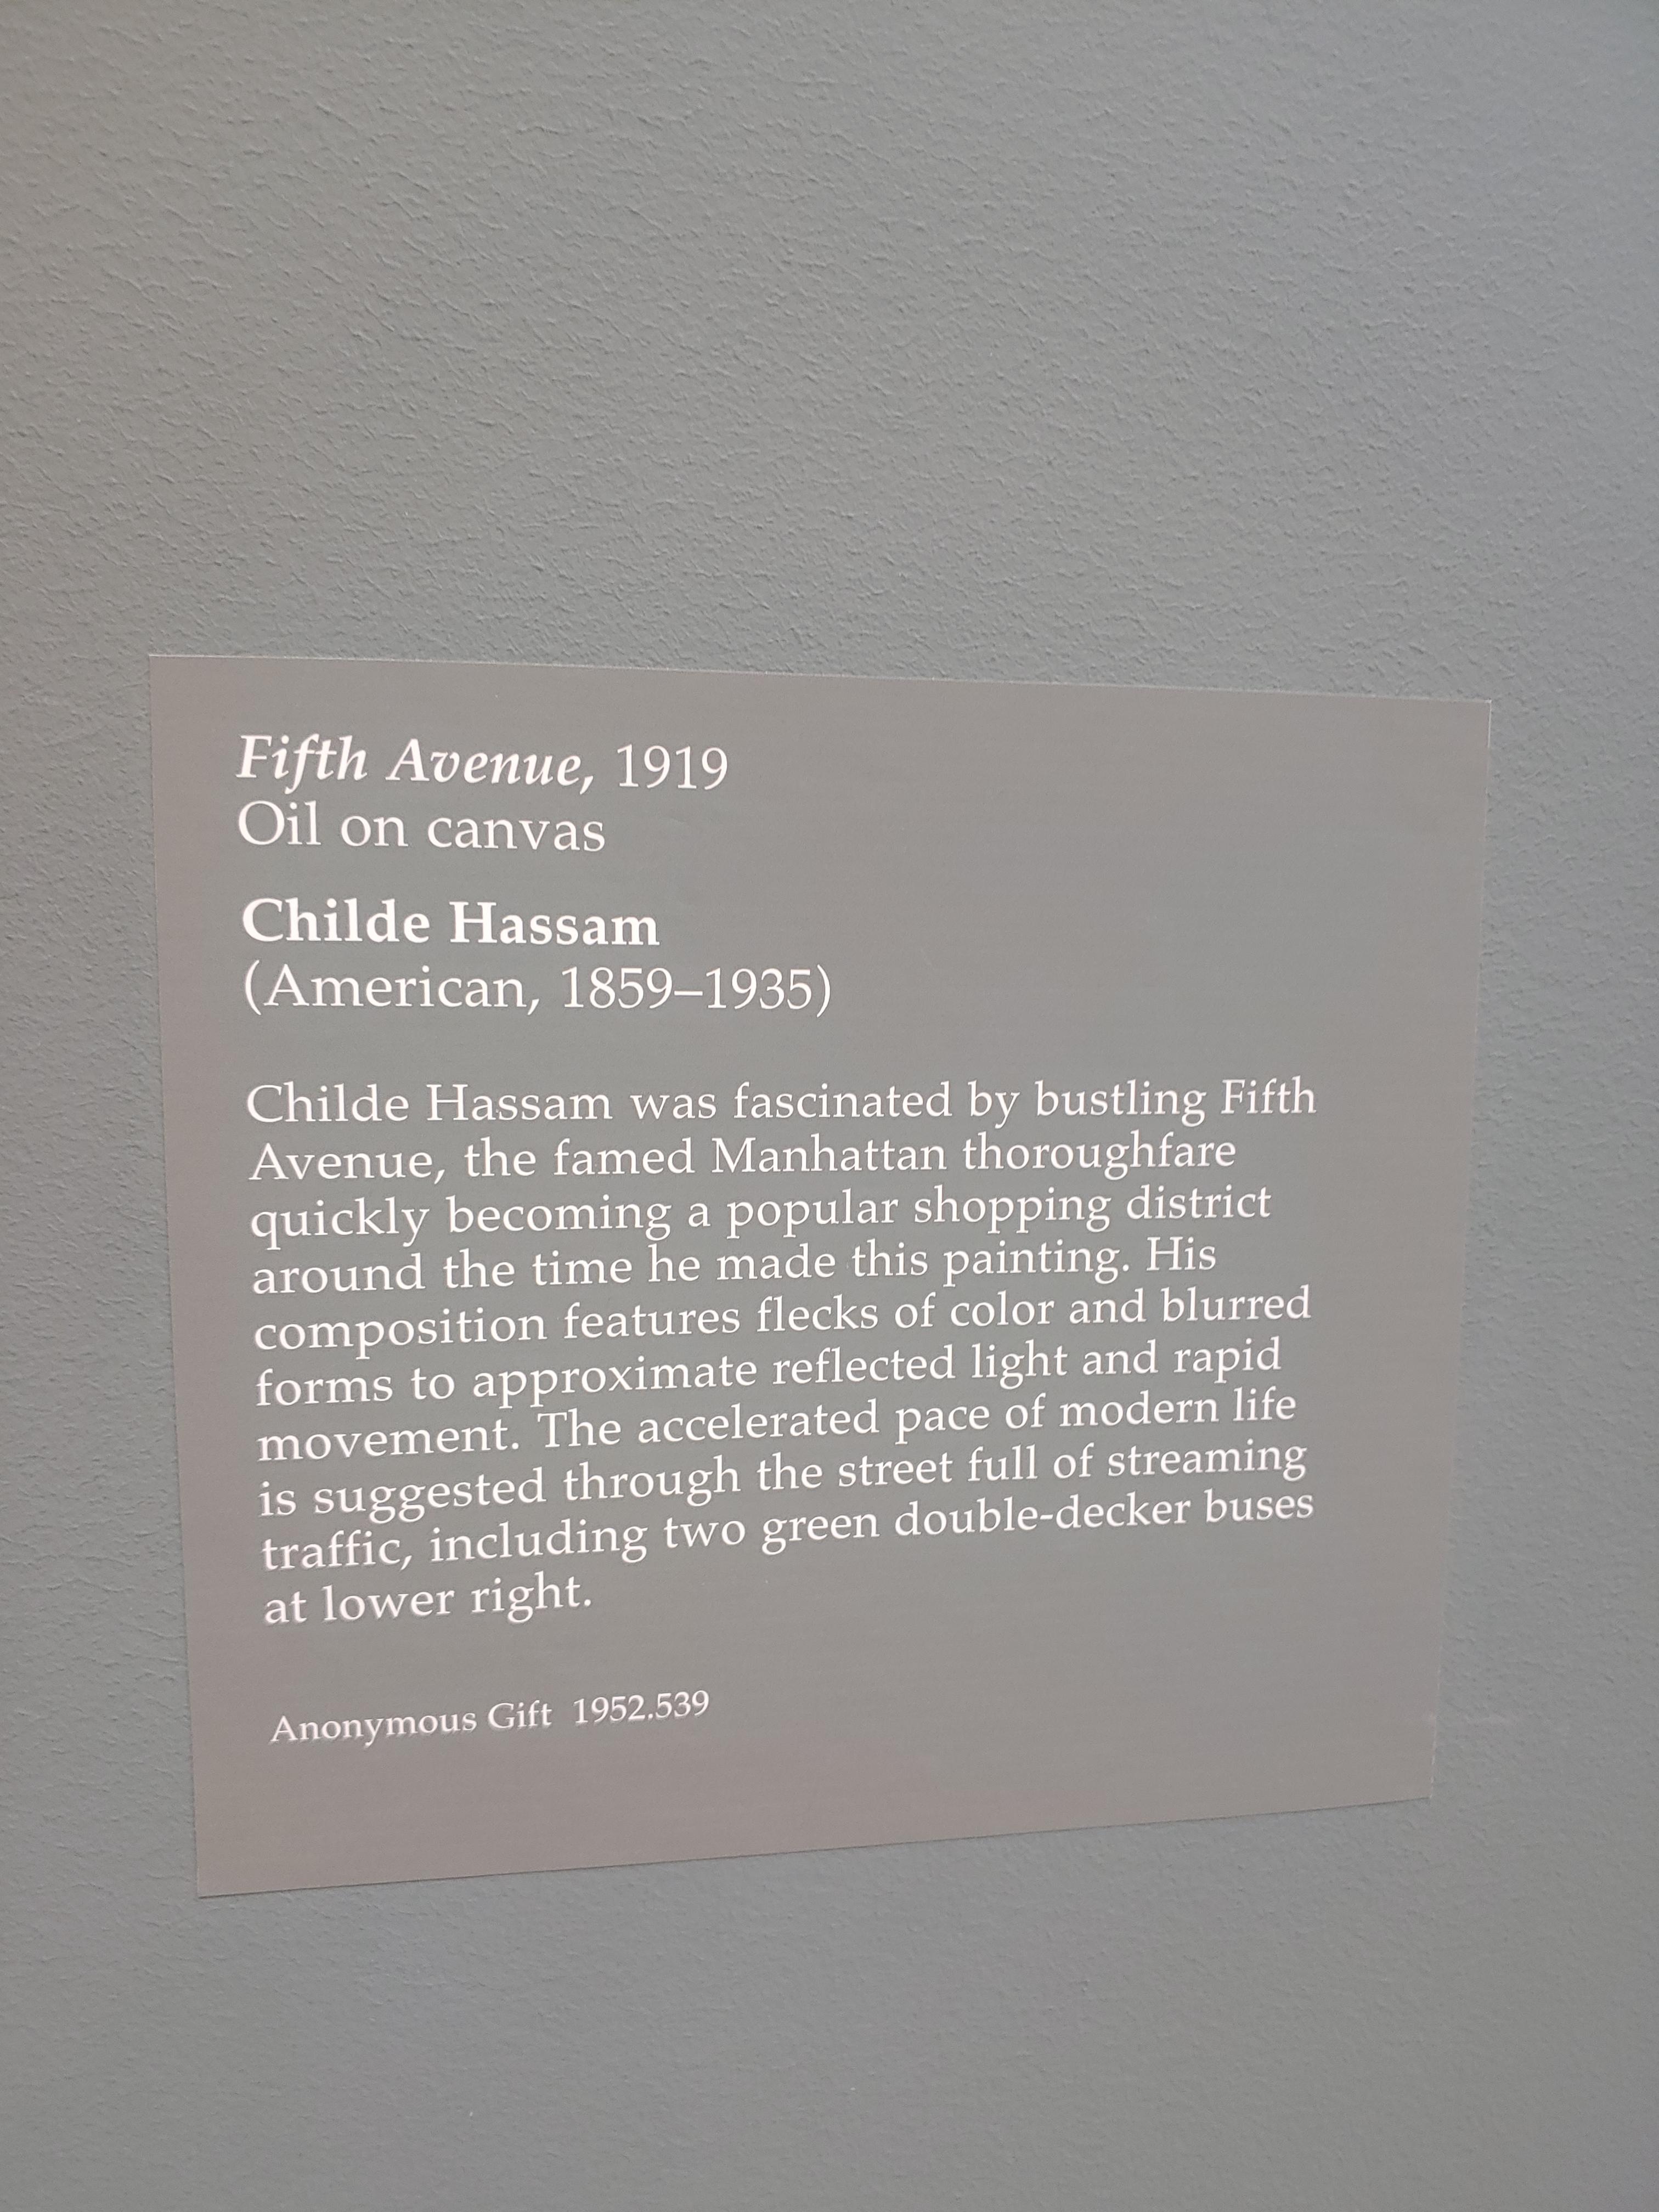 Fifth Avenue, 1919
Oil on canvas
Childe Hassam
(American, 1859–1935)
Childe Hassam was fascinated by bustling Fifth
Avenue, the famed Manhattan thoroughfare
quickly becoming a popular shopping district
around the time he made this painting. His
composition features flecks of color and blurred
forms to approximate reflected light and rapid
movement. The accelerated pace of modern life
is suggested through the street full of streaming
traffic, including two green double-decker buses
at lower right.
Anonymous Gift 1952.539